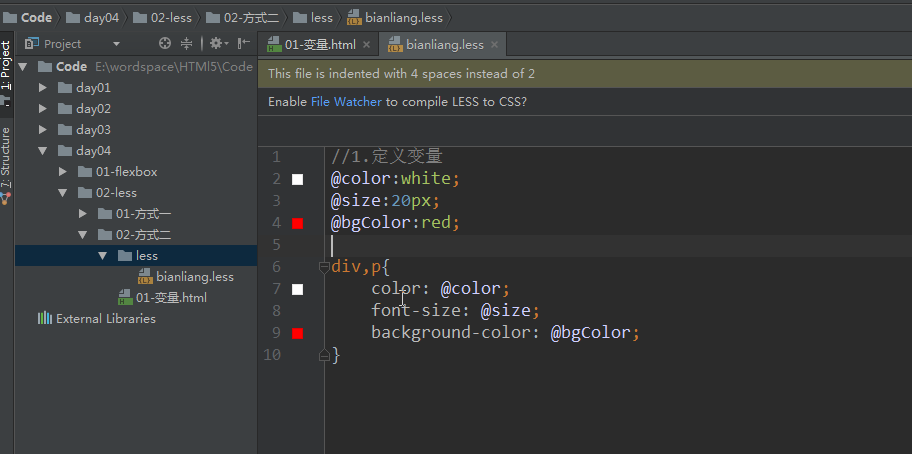 Code day04 02-less 02-方式二 less bianliang.less
1: Project
7: Structure
Project
Code E:\wordspace\HTMl5\Code
day01
day02
day03
day04
01-flexbox
02-less
01-方式一
02-方式二
less
bianliang.less
01-变量.html
External Libraries
01-变量.html bianliang.less
This file is indented with 4 spaces instead of 2
Enable File Watcher to compile LESS to CSS?
1 //1.定义变量
2 @color:white;
3 @size:20px;
4 @bgColor:red;
5
6 div,p{
7 color: @color;
8 font-size: @size;
9 background-color: @bgColor;
10 }